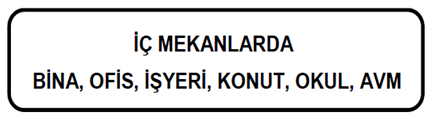 İÇ MEKANLARDA
BİNA, OFİS, İŞYERİ, KONUT, OKUL, AVM